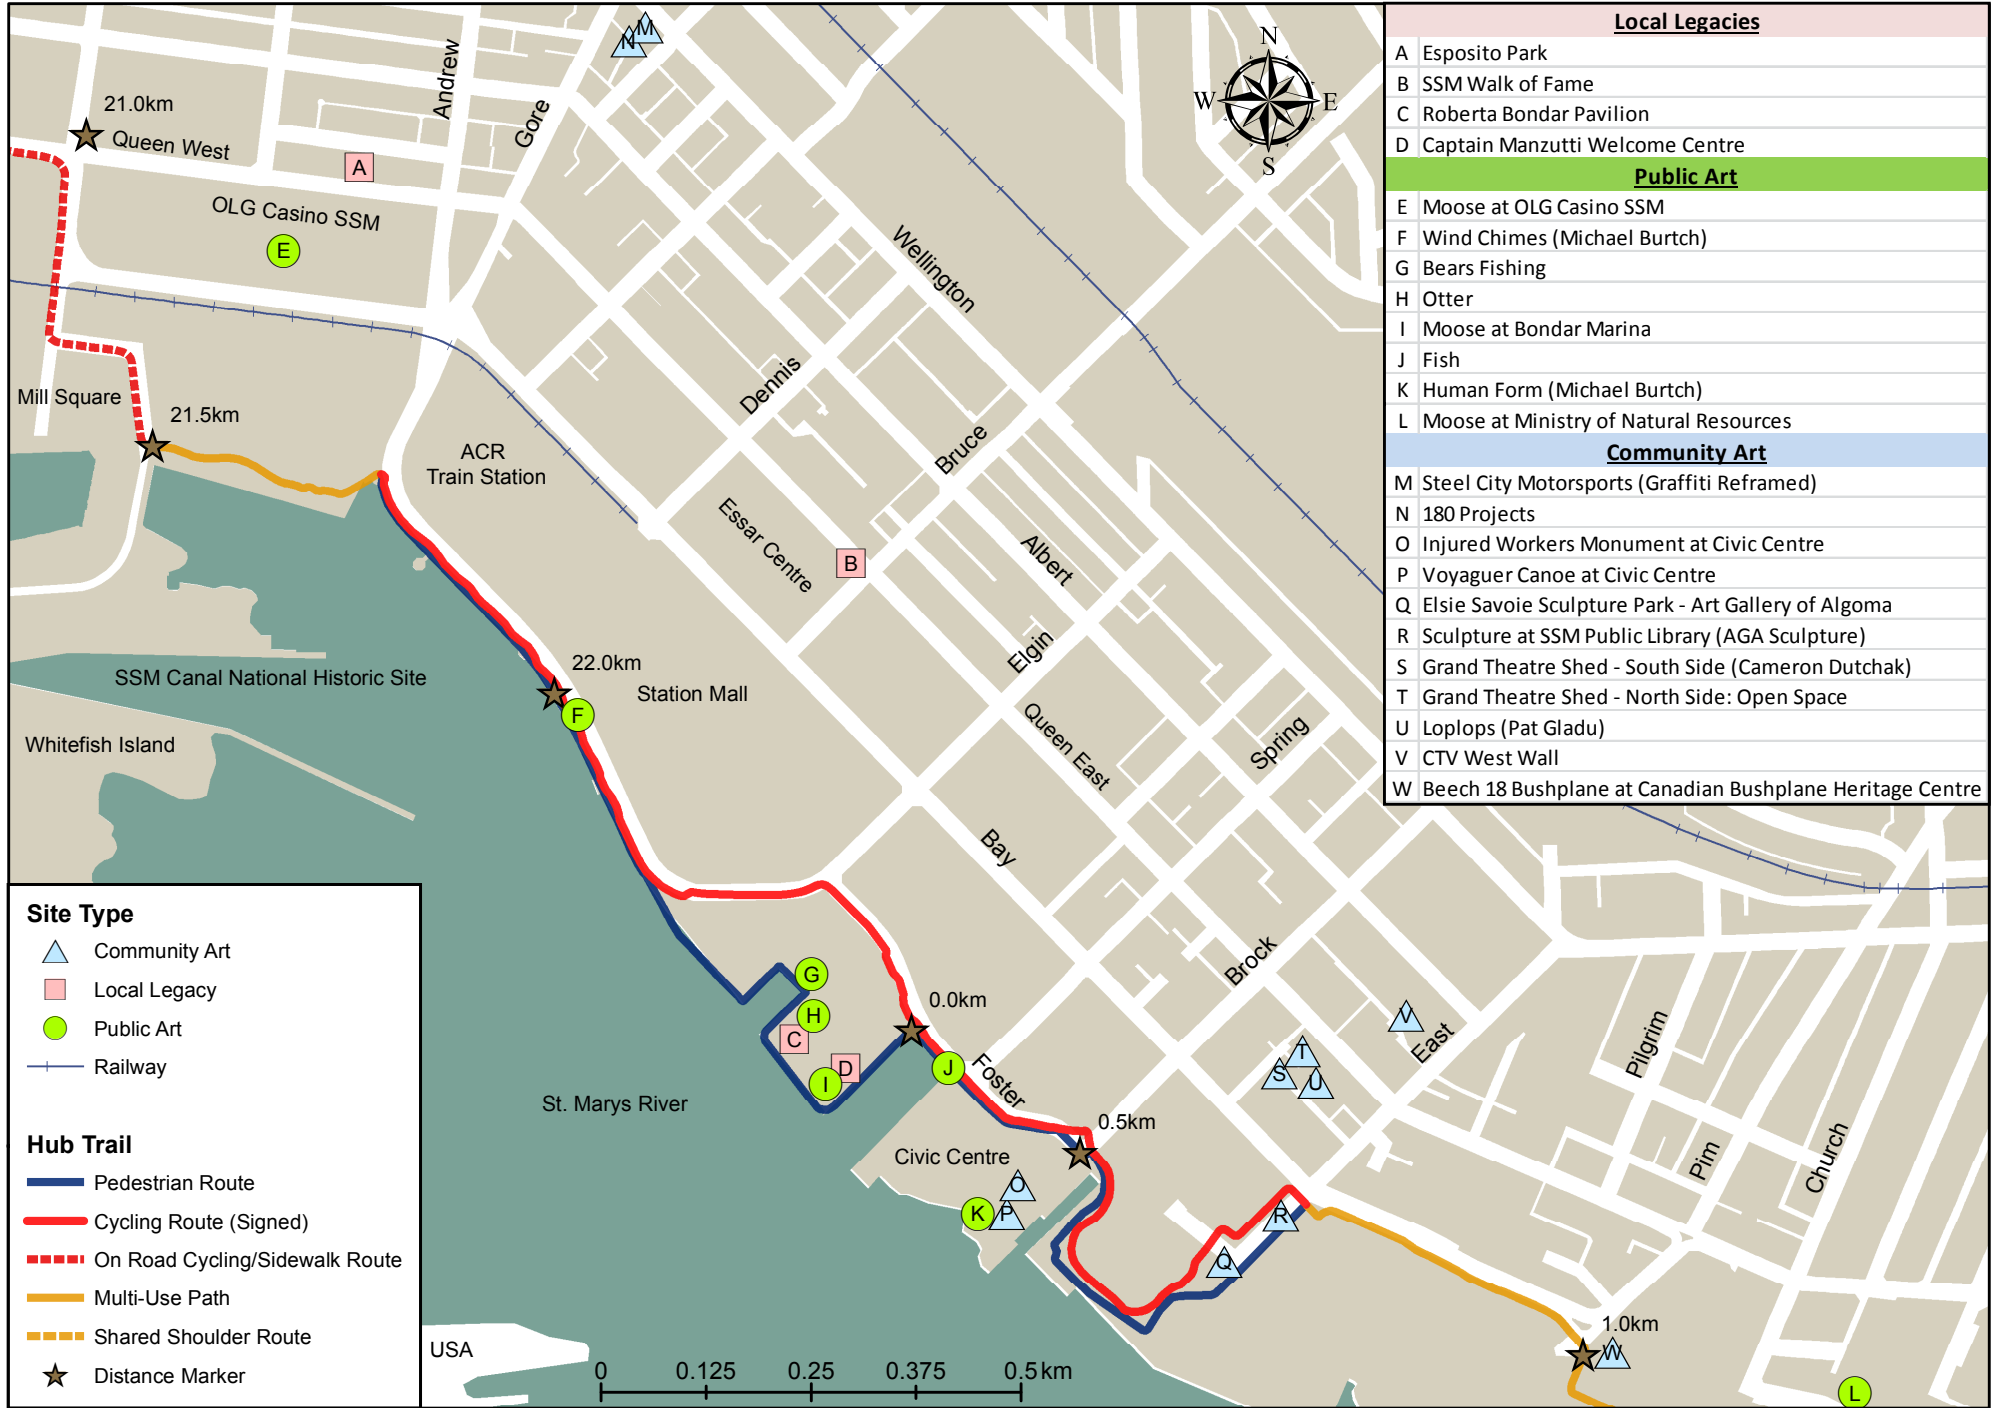 N
W
E
S
Local Legacies
A Esposito Park
B SSM Walk of Fame
C Roberta Bondar Pavilion
D Captain Manzutti Welcome Centre
Public Art
E Moose at OLG Casino SSM
F Wind Chimes (Michael Burtch)
G Bears Fishing
H Otter
I Moose at Bondar Marina
J Fish
K Human Form (Michael Burtch)
L Moose at Ministry of Natural Resources
Community Art
M Steel City Motorsports (Graffiti Reframed)
N 180 Projects
O Injured Workers Monument at Civic Centre
P Voyaguer Canoe at Civic Centre
Q Elsie Savoie Sculpture Park - Art Gallery of Algoma
R Sculpture at SSM Public Library (AGA Sculpture)
S Grand Theatre Shed - South Side (Cameron Dutchak)
T Grand Theatre Shed - North Side: Open Space
U Loplops (Pat Gladu)
V CTV West Wall
W Beech 18 Bushplane at Canadian Bushplane Heritage Centre
M
N
Andrew
Gore
21.0km
Queen West
A
OLG Casino SSM
E
Wellington
Mill Square
21.5km
Dennis
ACR
Train Station
Bruce
Essar Centre
B
Albert
Elgin
22.0km
SSM Canal National Historic Site
Station Mall
F
Whitefish Island
Queen East
Spring
Bay
Brock
G
H
C
D
I
0.0km
J
Foster
V
T
S
U
East
Pilgrim
Pim
Church
St. Marys River
0.5km
Civic Centre
O
K
P
R
Q
1.0km
W
L
USA
Site Type
Community Art
Local Legacy
Public Art
Railway
Hub Trail
Pedestrian Route
Cycling Route (Signed)
On Road Cycling/Sidewalk Route
Multi-Use Path
Shared Shoulder Route
Distance Marker
0 0.125 0.25 0.375 0.5 km